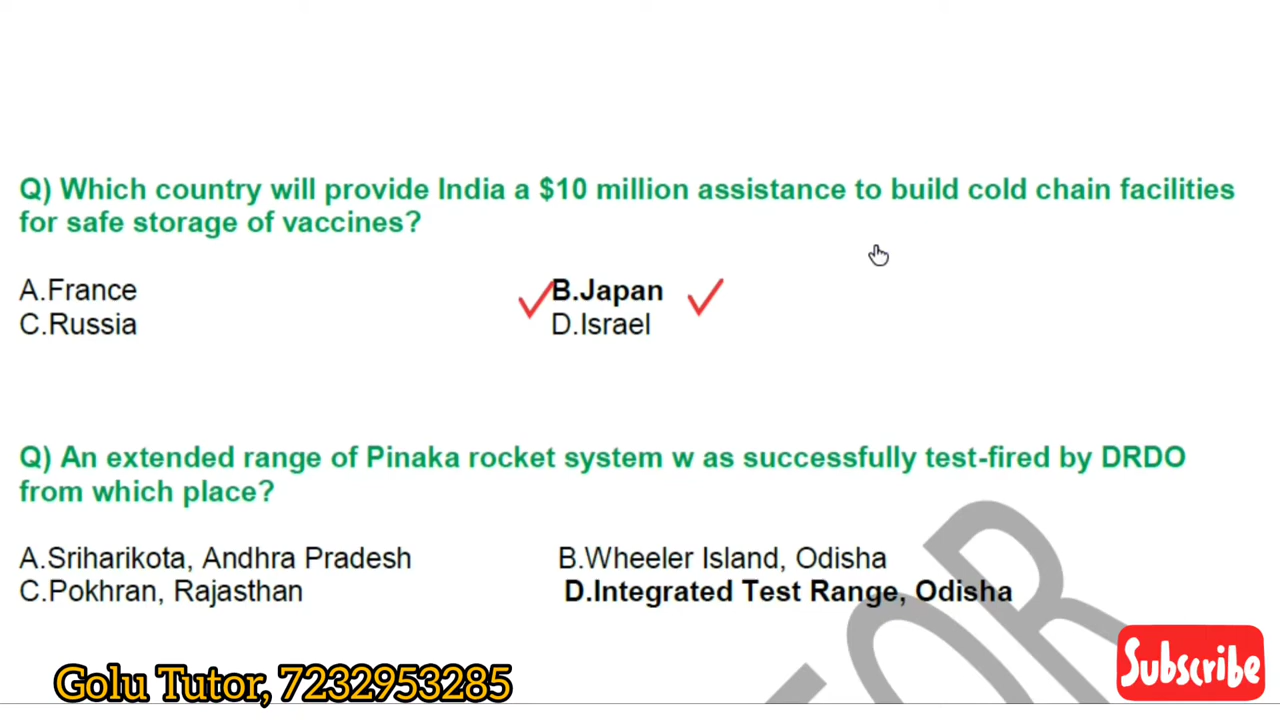 Q) Which country will provide India a $10 million assistance to build cold chain facilities
for safe storage of vaccines?
A.France B.Japan
C.Russia D.Israel
Q) An extended range of Pinaka rocket system w as successfully test-fired by DRDO
from which place?
A.Sriharikota, Andhra Pradesh B.Wheeler Island, Odisha
C.Pokhran, Rajasthan D.Integrated Test Range, Odisha
FOR
Subscribe
Golu Tutor, 7232953285